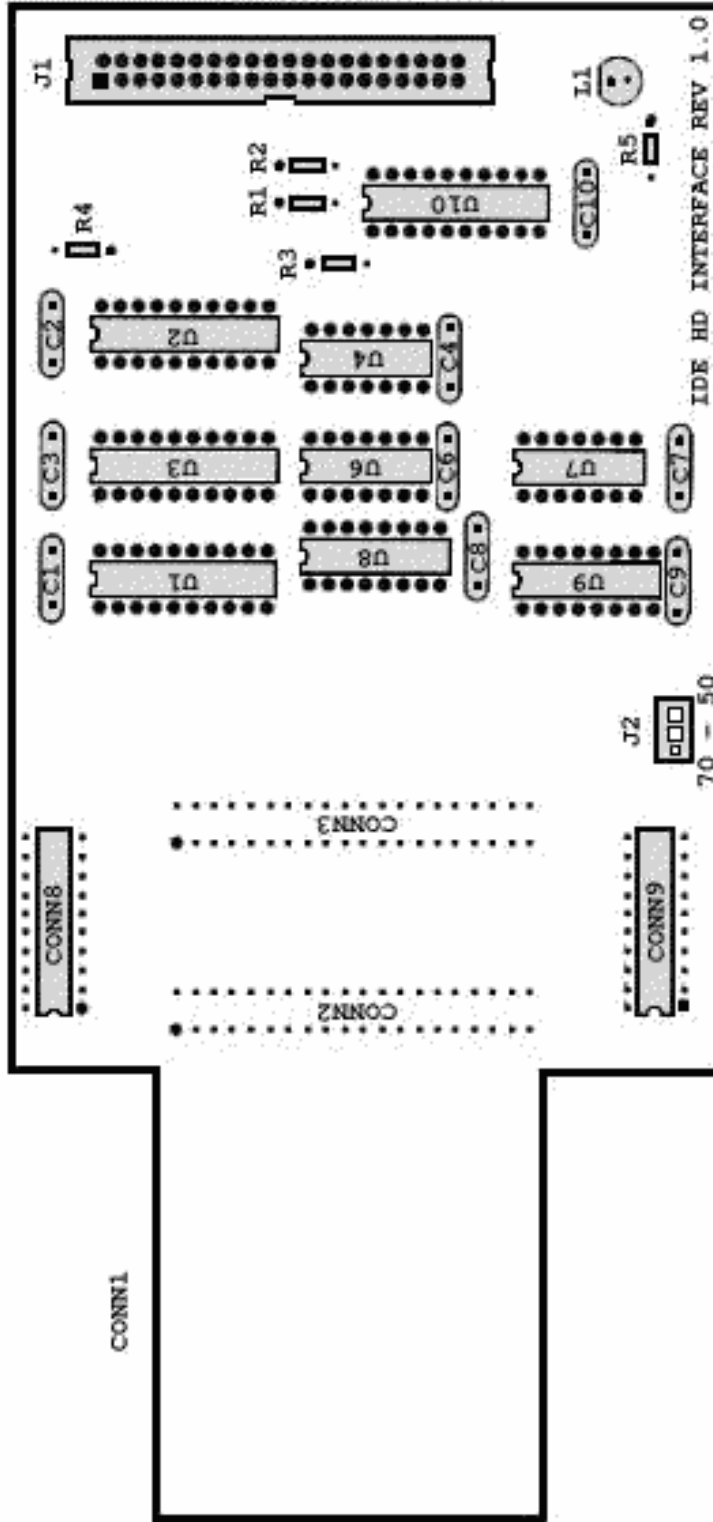 J1
L1
R2
R5
R1
U10
C10
R4
R3
IDE HD INTERFACE REV 1.0
C2
U2
U4
C4
C3
U3
U6
C6
U7
C7
C1
U1
U8
C8
U9
C9
J2
70 - 50
CONN3
CONN8
CONN9
CONN2
CONN1